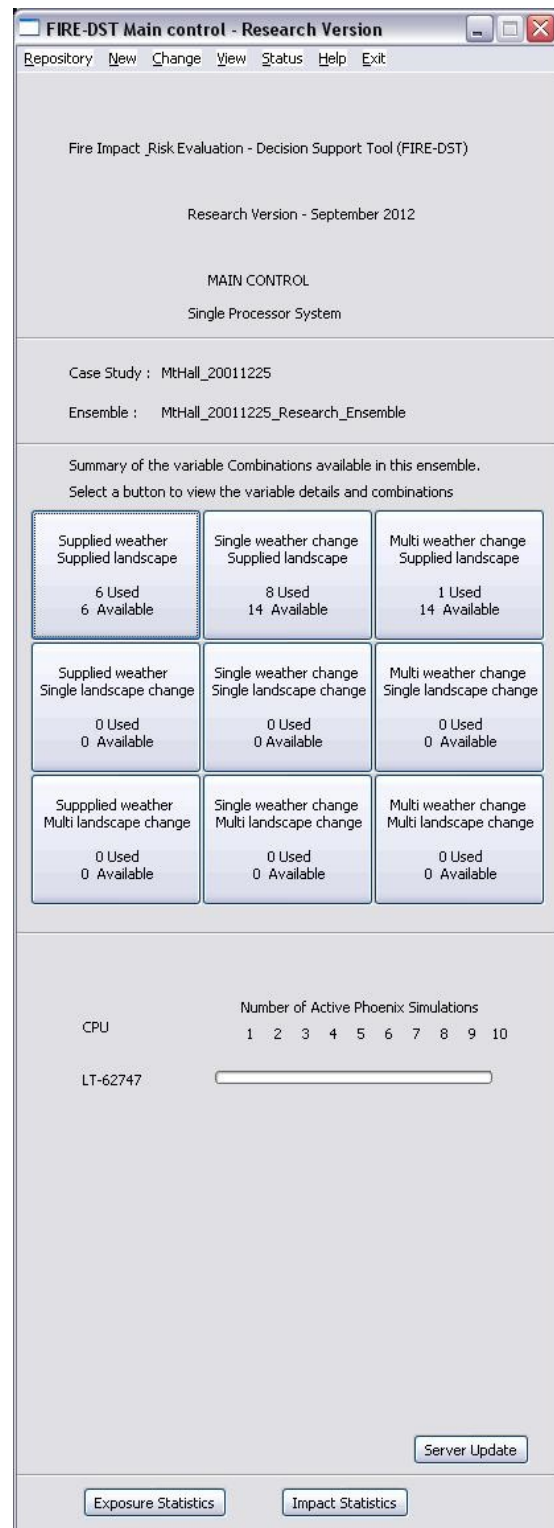 FIRE-DST Main control - Research Version
Repository New Change View Status Help Exit
Fire Impact _Risk Evaluation - Decision Support Tool (FIRE-DST)
Research Version - September 2012
MAIN CONTROL
Single Processor System
Case Study : MtHall_20011225
Ensemble : MtHall_20011225_Research_Ensemble
Summary of the variable Combinations available in this ensemble.
Select a button to view the variable details and combinations
Supplied weather
Supplied landscape
6 Used
6 Available
Single weather change
Supplied landscape
8 Used
14 Available
Multi weather change
Supplied landscape
1 Used
14 Available
Supplied weather
Single landscape change
0 Used
0 Available
Single weather change
Single landscape change
0 Used
0 Available
Multi weather change
Single landscape change
0 Used
0 Available
Suppplied weather
Multi landscape change
0 Used
0 Available
Single weather change
Multi landscape change
0 Used
0 Available
Multi weather change
Multi landscape change
0 Used
0 Available
Number of Active Phoenix Simulations
CPU
1 2 3 4 5 6 7 8 9 10
LT-62747
Server Update
Exposure Statistics
Impact Statistics